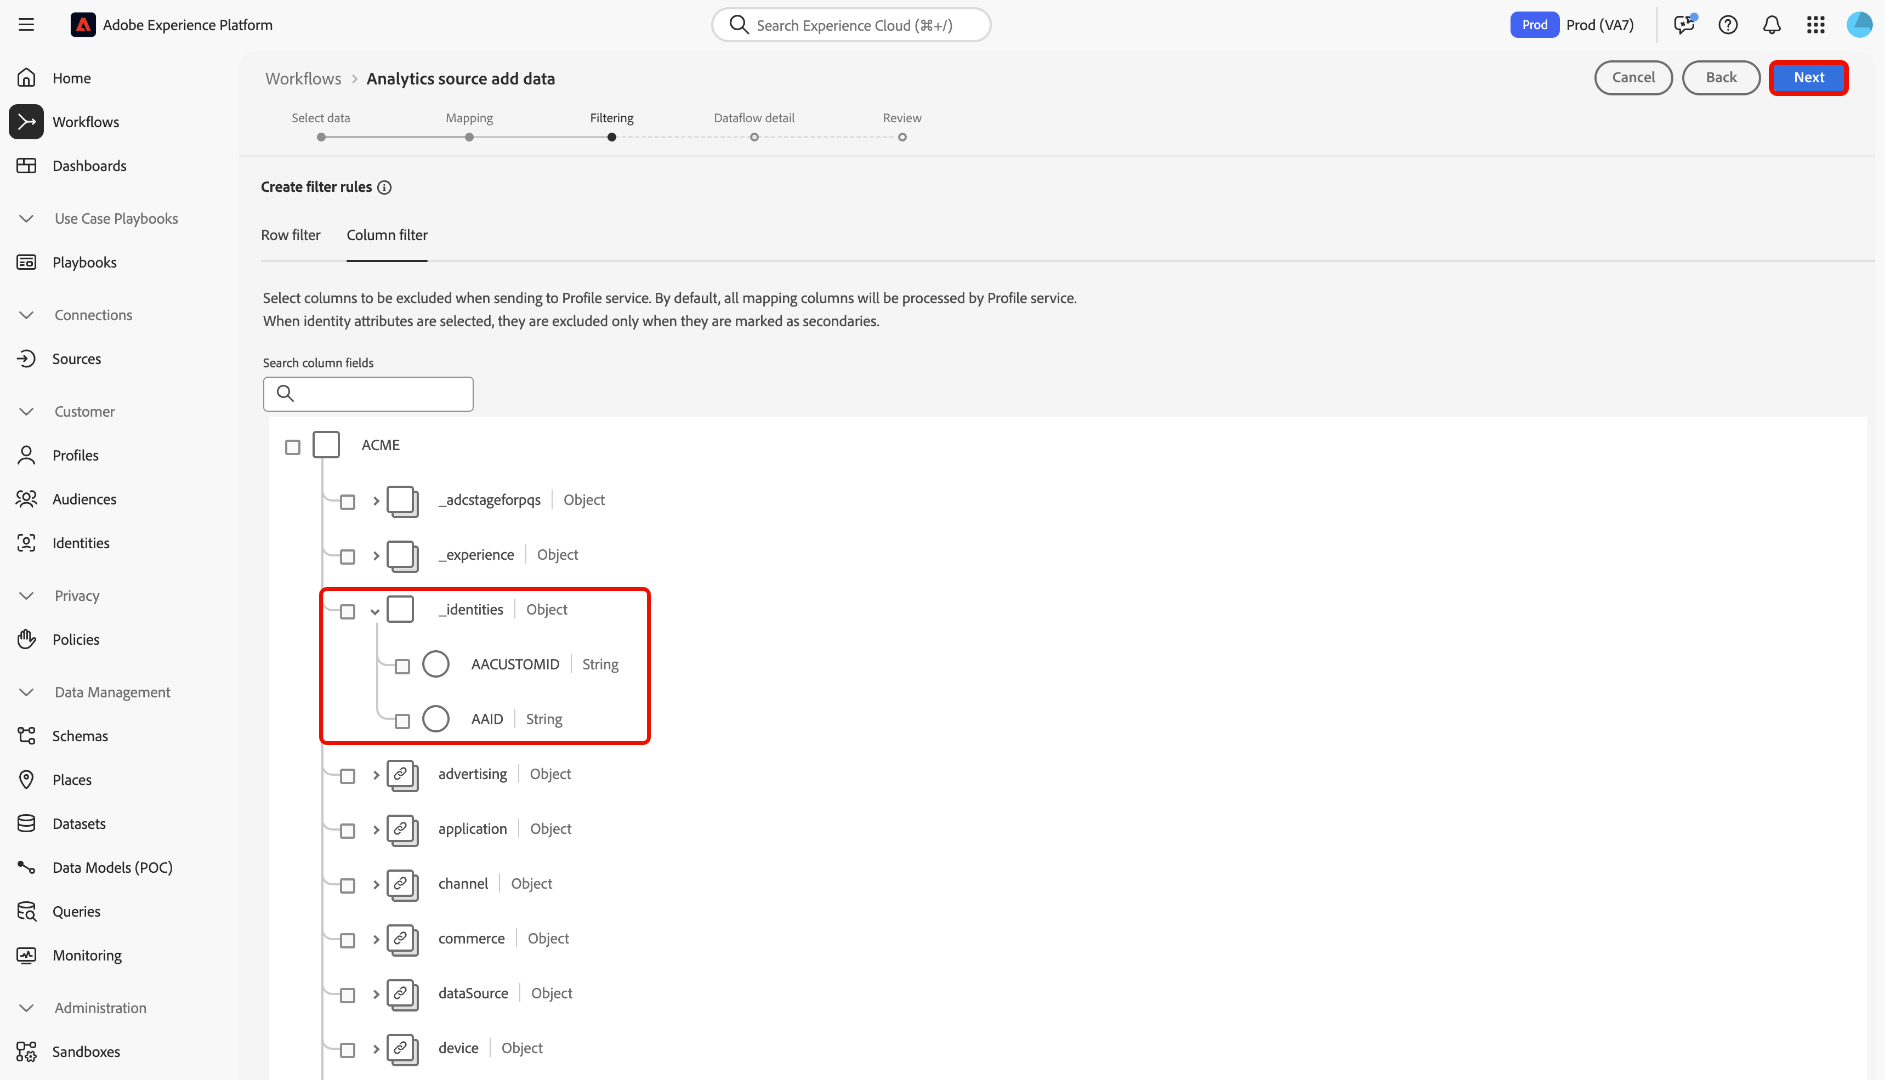 Adobe Experience Platform
Search Experience Cloud (⌘+/)
Prod
Prod (VA7)
Home
Workflows
Dashboards
Use Case Playbooks
Playbooks
Connections
Sources
Customer
Profiles
Audiences
Identities
Privacy
Policies
Data Management
Schemas
Places
Datasets
Data Models (POC)
Queries
Monitoring
Administration
Sandboxes
Workflows > Analytics source add data
Cancel
Back
Next
Select data
Mapping
Filtering
Dataflow detail
Review
Create filter rules
Row filter
Column filter
Select columns to be excluded when sending to Profile service. By default, all mapping columns will be processed by Profile service.
When identity attributes are selected, they are excluded only when they are marked as secondaries.
Search column fields
ACME
_adcstageforpqs | Object
_experience | Object
_identities | Object
AACUSTOMID | String
AAID | String
advertising | Object
application | Object
channel | Object
commerce | Object
dataSource | Object
device | Object